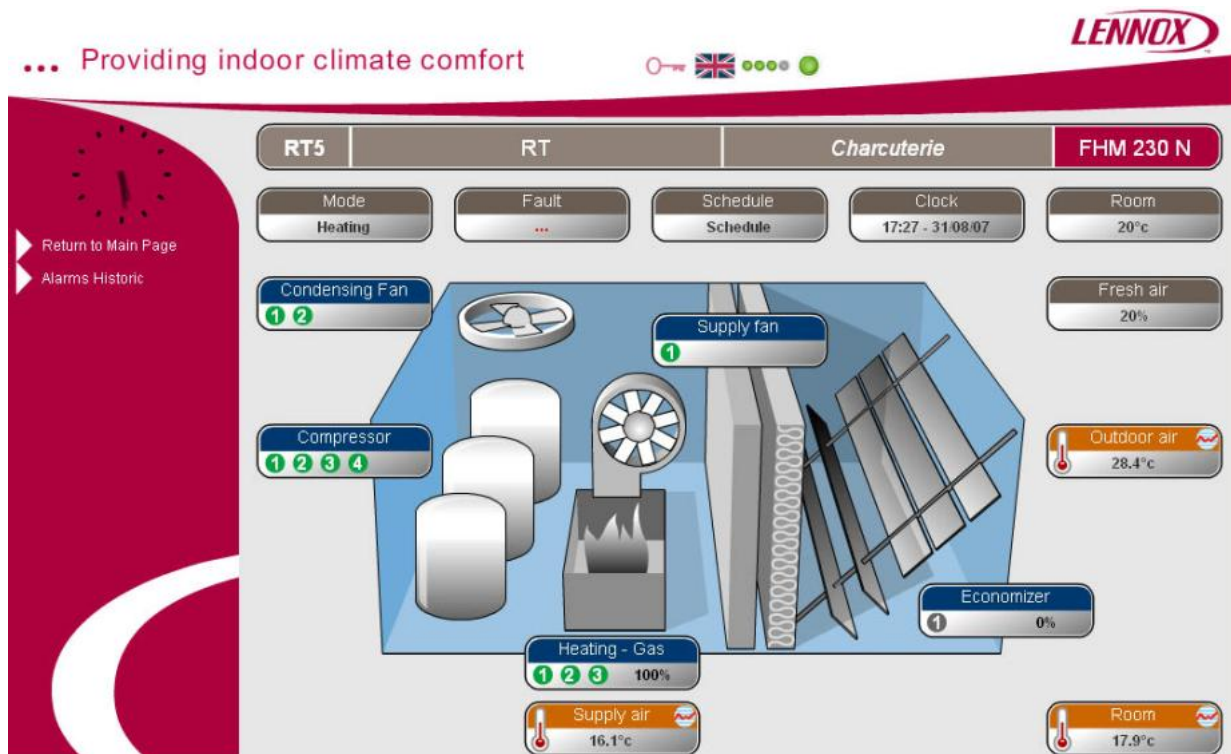 LENNOX
... Providing indoor climate comfort
RT5 RT Charcuterie FHM 230 N
Mode Fault Schedule Clock Room
Heating ... Schedule 17:27 - 31/08/07 20°c
Return to Main Page
Alarms Historic
Condensing Fan
1 2
Supply fan
1
Fresh air
20%
Compressor
1 2 3 4
Outdoor air
28.4°c
Economizer
1 0%
Heating - Gas
1 2 3 100%
Supply air
16.1°c
Room
17.9°c